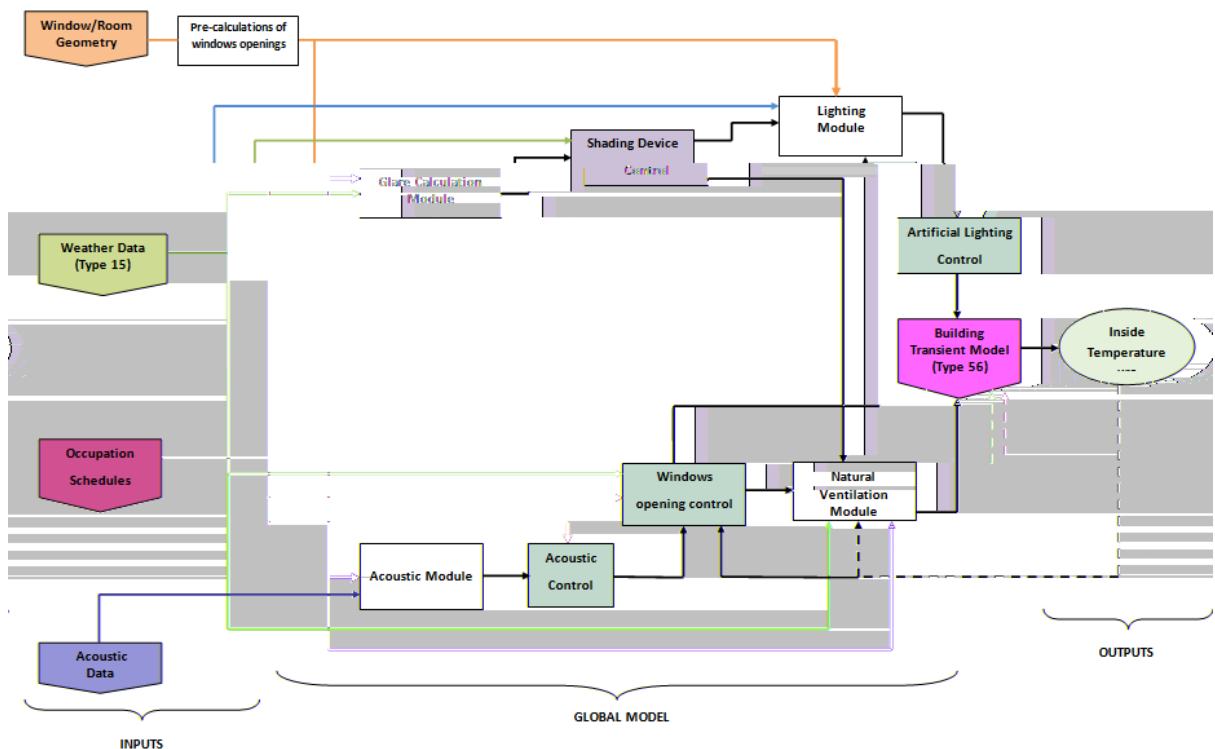 Window/Room
Geometry
Pre-calculations of
windows openings
Lighting
Module
Shading Device
Control
Glare Calculation
Module
Weather Data
(Type 15)
Artificial Lighting
Control
Building
Transient Model
(Type 56)
Inside
Temperature
Occupation
Schedules
Windows
opening control
Natural
Ventilation
Module
Acoustic Module
Acoustic
Control
Acoustic
Data
OUTPUTS
GLOBAL MODEL
INPUTS